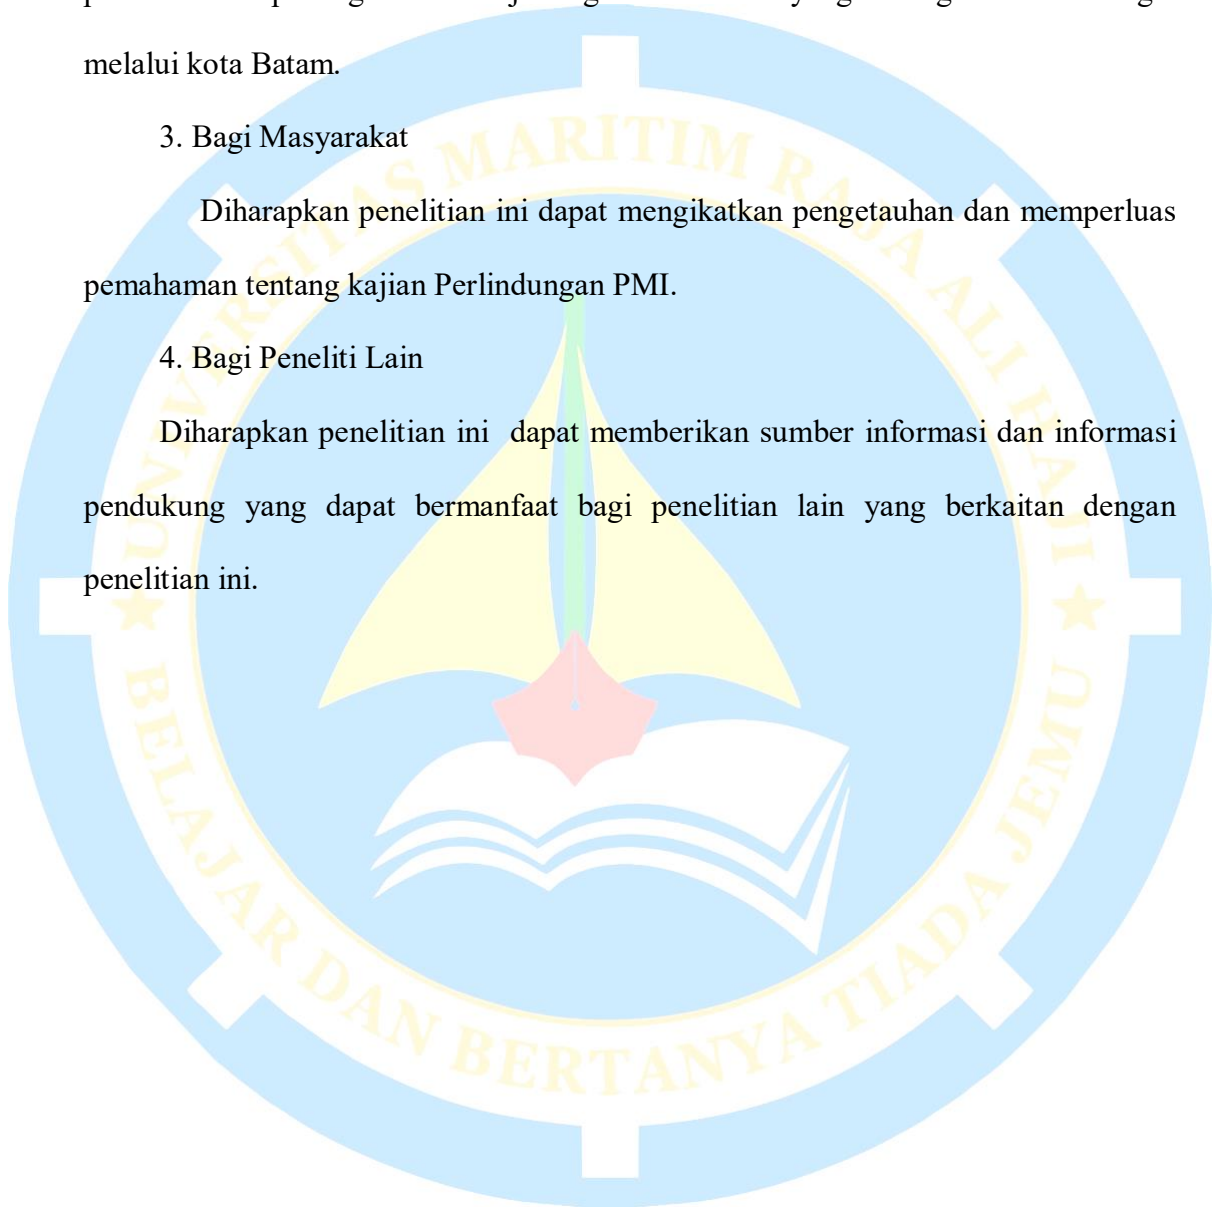 melalui kota Batam.
3. Bagi Masyarakat
Diharapkan penelitian ini dapat mengikatkan pengetauhan dan memperluas
pemahaman tentang kajian Perlindungan PMI.
4. Bagi Peneliti Lain
Diharapkan penelitian ini dapat memberikan sumber informasi dan informasi
pendukung yang dapat bermanfaat bagi penelitian lain yang berkaitan dengan
penelitian ini.
UNIVERSITAS MARITIM RAJA ALI HAJI
BELAJAR DAN BERTANYA TIADA JEMU